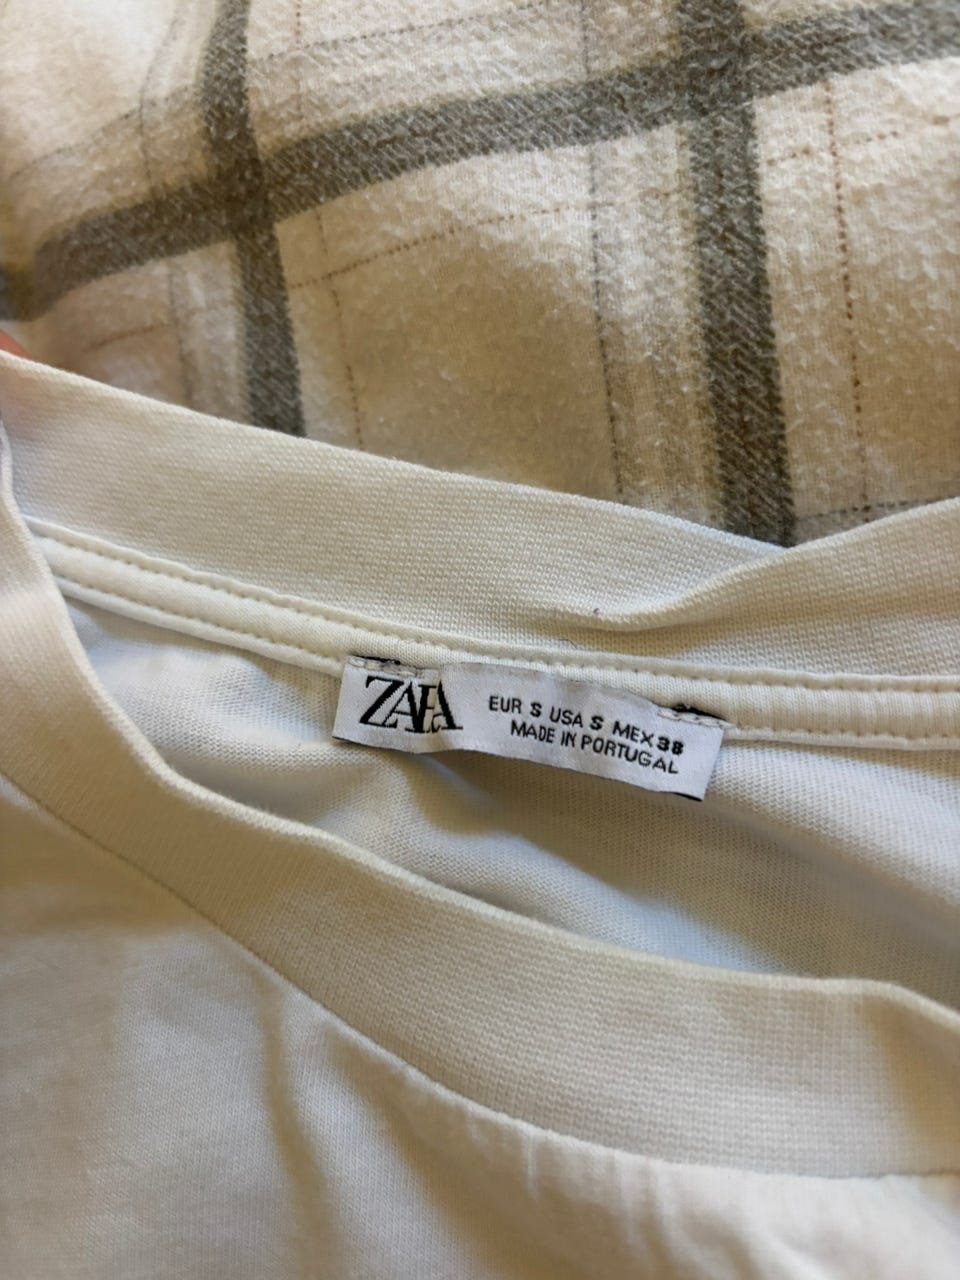 ZARA
EUR S USA S MEX 38
MADE IN PORTUGAL